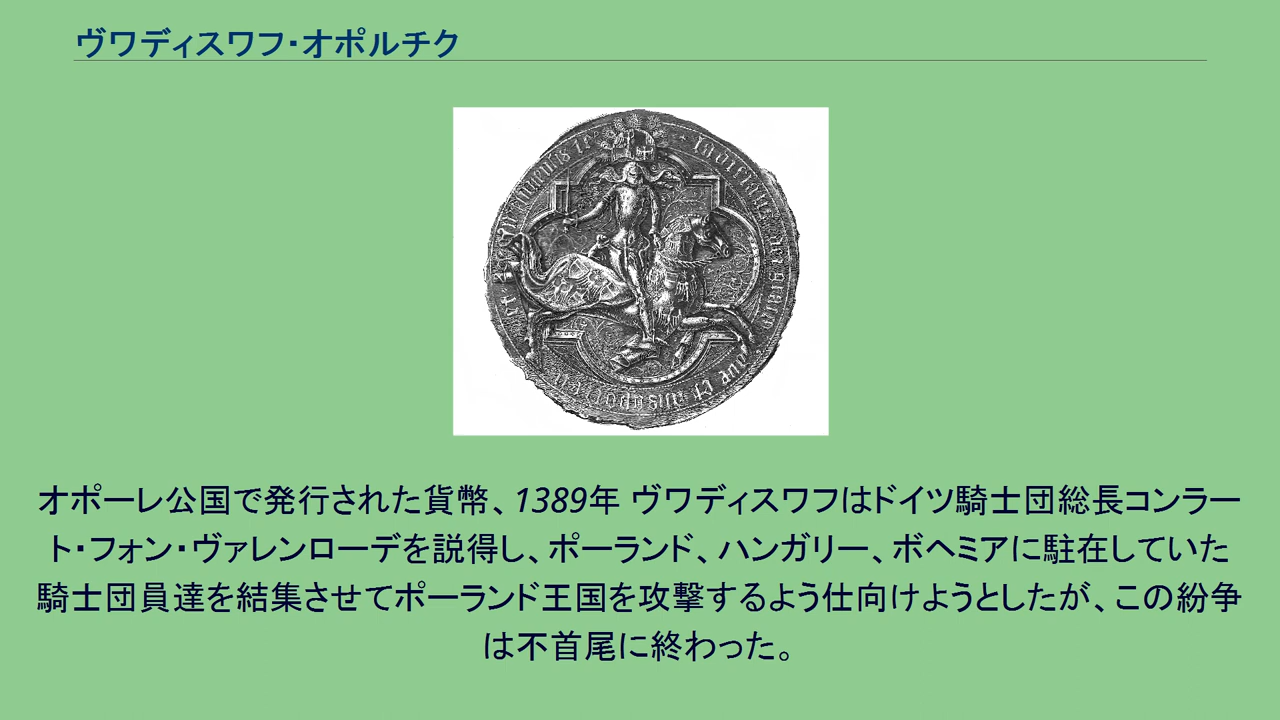 ヴワディスワフ・オポルチク
オポーレ公国で発行された貨幣、1389年 ヴワディスワフはドイツ騎士団総長コンラー
ト・フォン・ヴァレンローデを説得し、ポーランド、ハンガリー、ボヘミアに駐在していた
騎士団員達を結集させてポーランド王国を攻撃するよう仕向けようとしたが、この紛争
は不首尾に終わった。